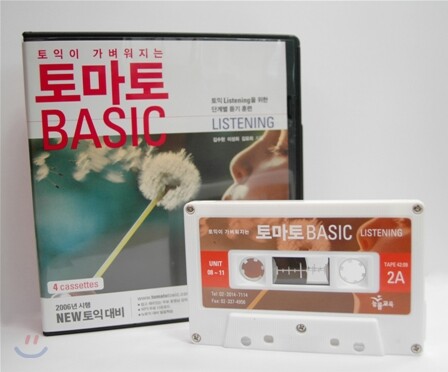 토익이 가벼워지는
토마토
BASIC
토익 Listening을 위한
단계별 듣기 훈련
LISTENING
4 cassettes
2006년 시행
NEW 토익 대비
토익이 가벼워지는
토마토 BASIC LISTENING
UNIT
08 - 11
TAPE 42:09
2A